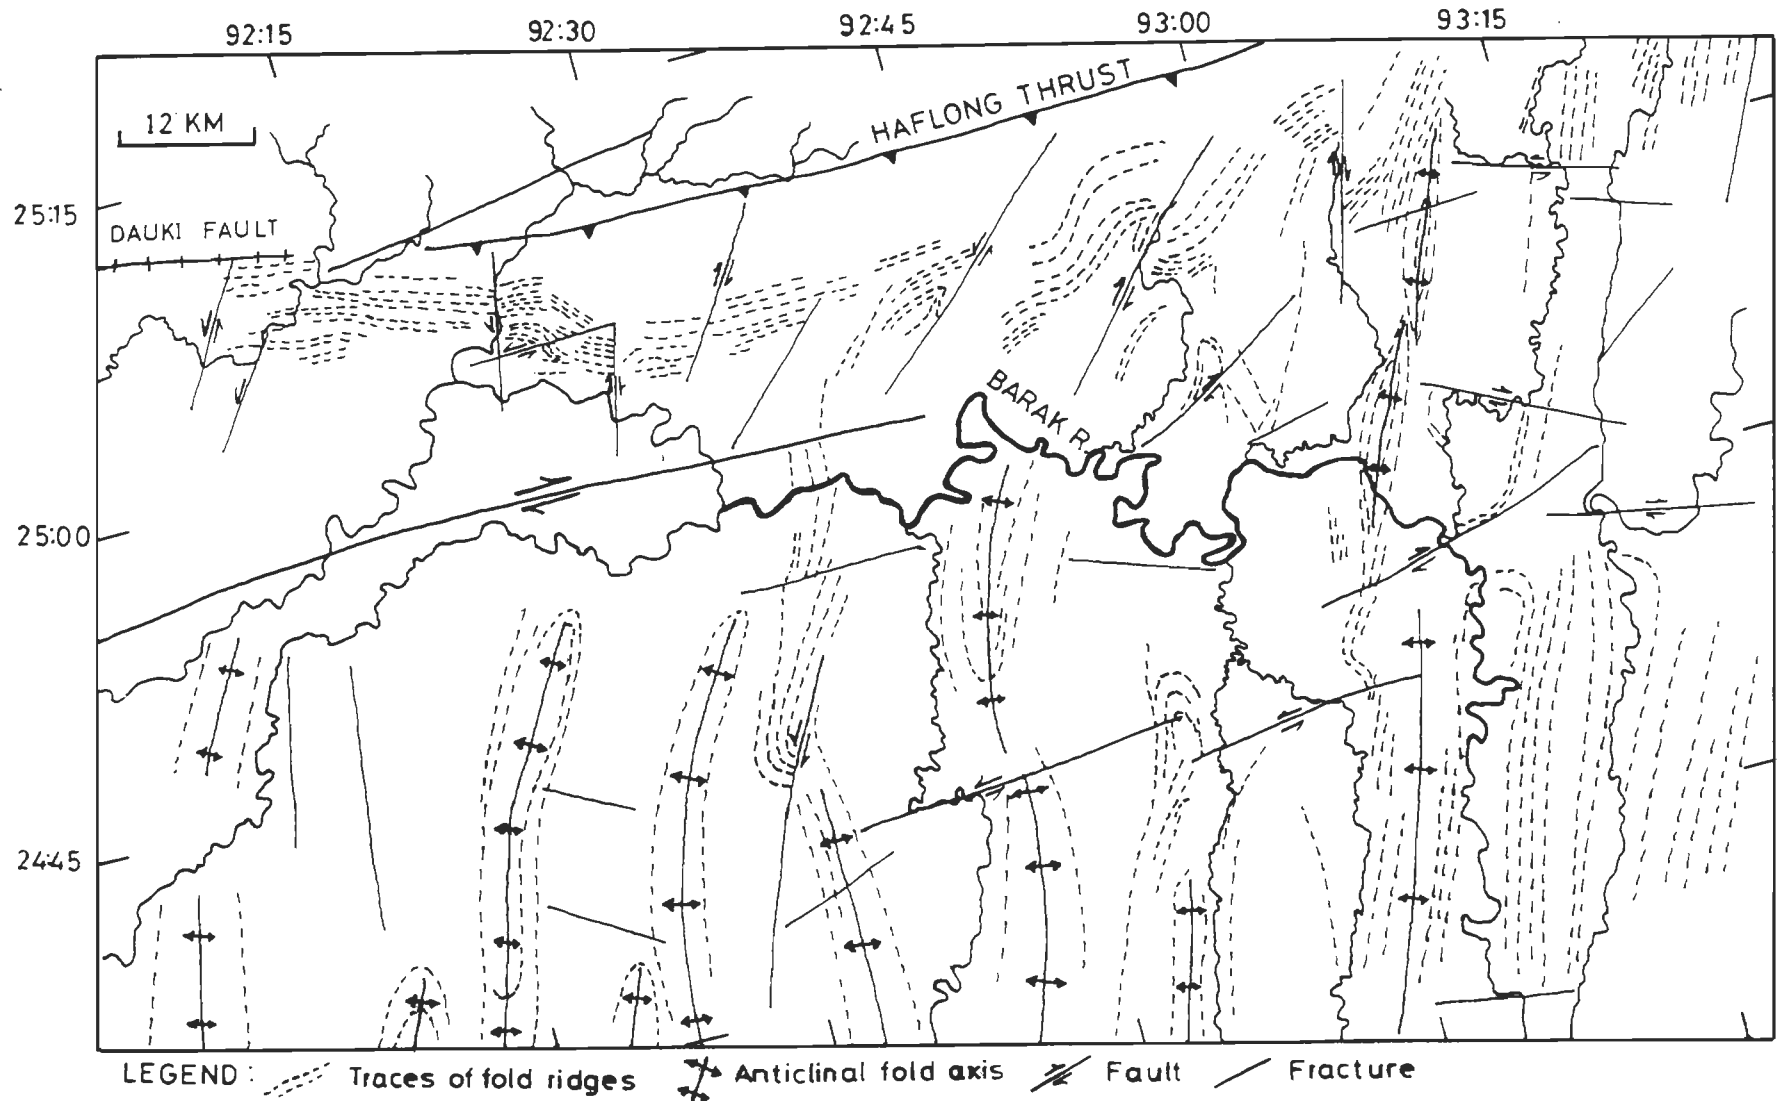 92:15 92:30 92:45 93:00 93:15
12 KM
HAFLONG THRUST
25:15
DAUKI FAULT
BARAK R.
25:00
24:45
LEGEND: Traces of fold ridges Anticlinal fold axis Fault Fracture